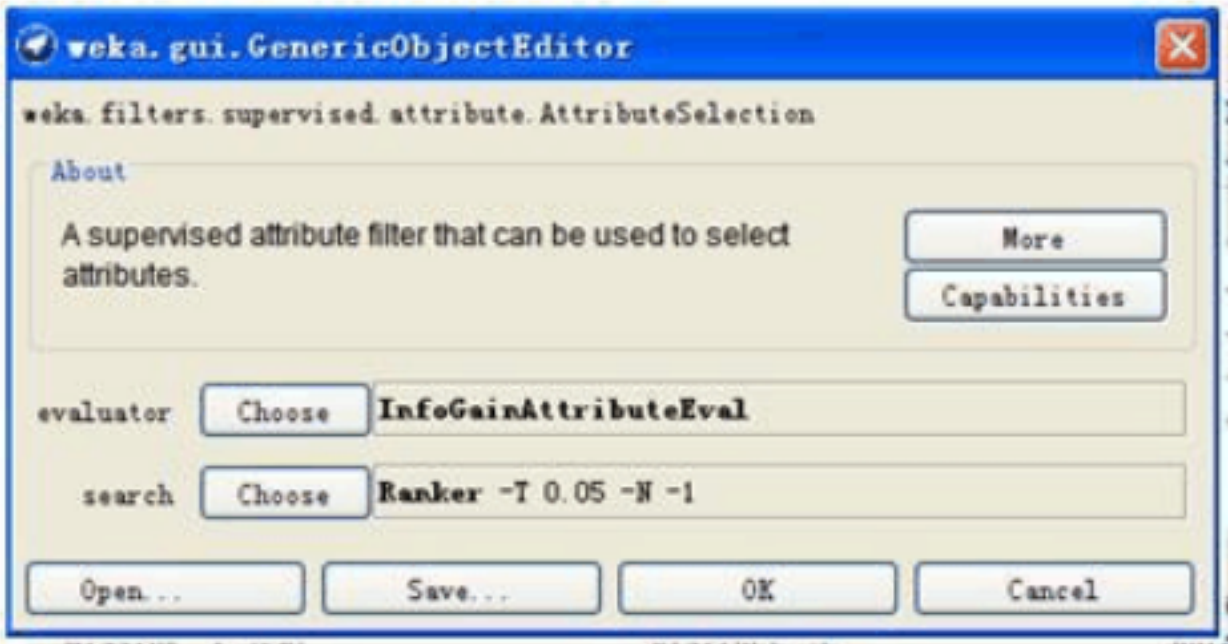 weka.gui.GenericObjectEditor
weka.filters.supervised.attribute.AttributeSelection
About
A supervised attribute filter that can be used to select
attributes.
More
Capabilities
evaluator Choose InfoGainAttributeEval
search Choose Ranker -T 0.05 -N -1
Open... Save... OK Cancel